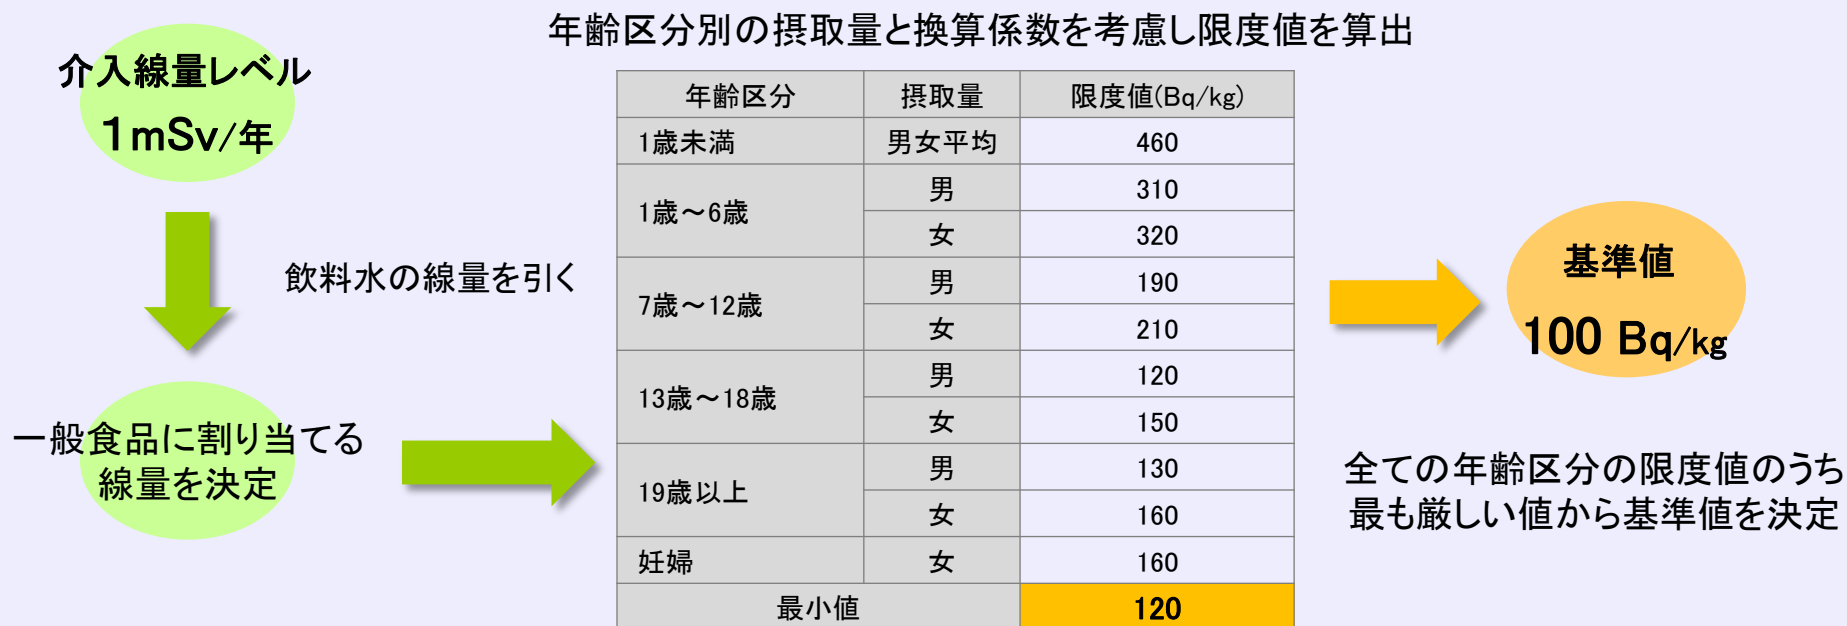 年齢区分別の摂取量と換算係数を考慮し限度値を算出
介入線量レベル
1mSv/年
飲料水の線量を引く
一般食品に割り当てる
線量を決定
年齢区分 摂取量 限度値(Bq/kg)
1歳未満 男女平均 460
1歳～6歳 男 310
女 320
7歳～12歳 男 190
女 210
13歳～18歳 男 120
女 150
19歳以上 男 130
女 160
妊婦 女 160
最小値 120
基準値
100 Bq/kg
全ての年齢区分の限度値のうち
最も厳しい値から基準値を決定